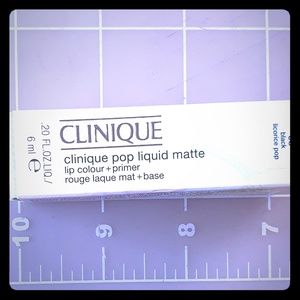 CLINIQUE
clinique pop liquid matte
lip colour + primer
rouge laque mat + base
.20 FL.OZ.LIQ./
6 ml e
black
licorice pop
10
9
8
7